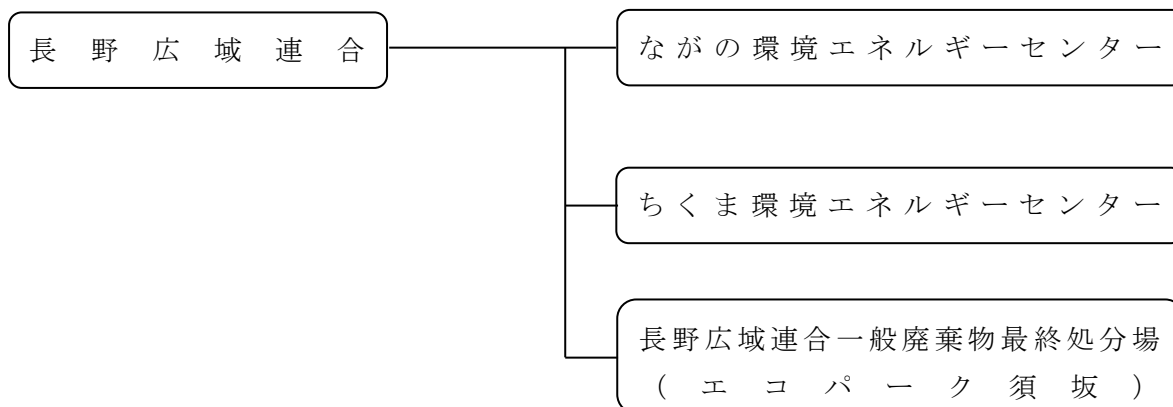 長野広域連合
ながの環境エネルギーセンター
ちくま環境エネルギーセンター
長野広域連合一般廃棄物最終処分場
(エコパーク須坂)